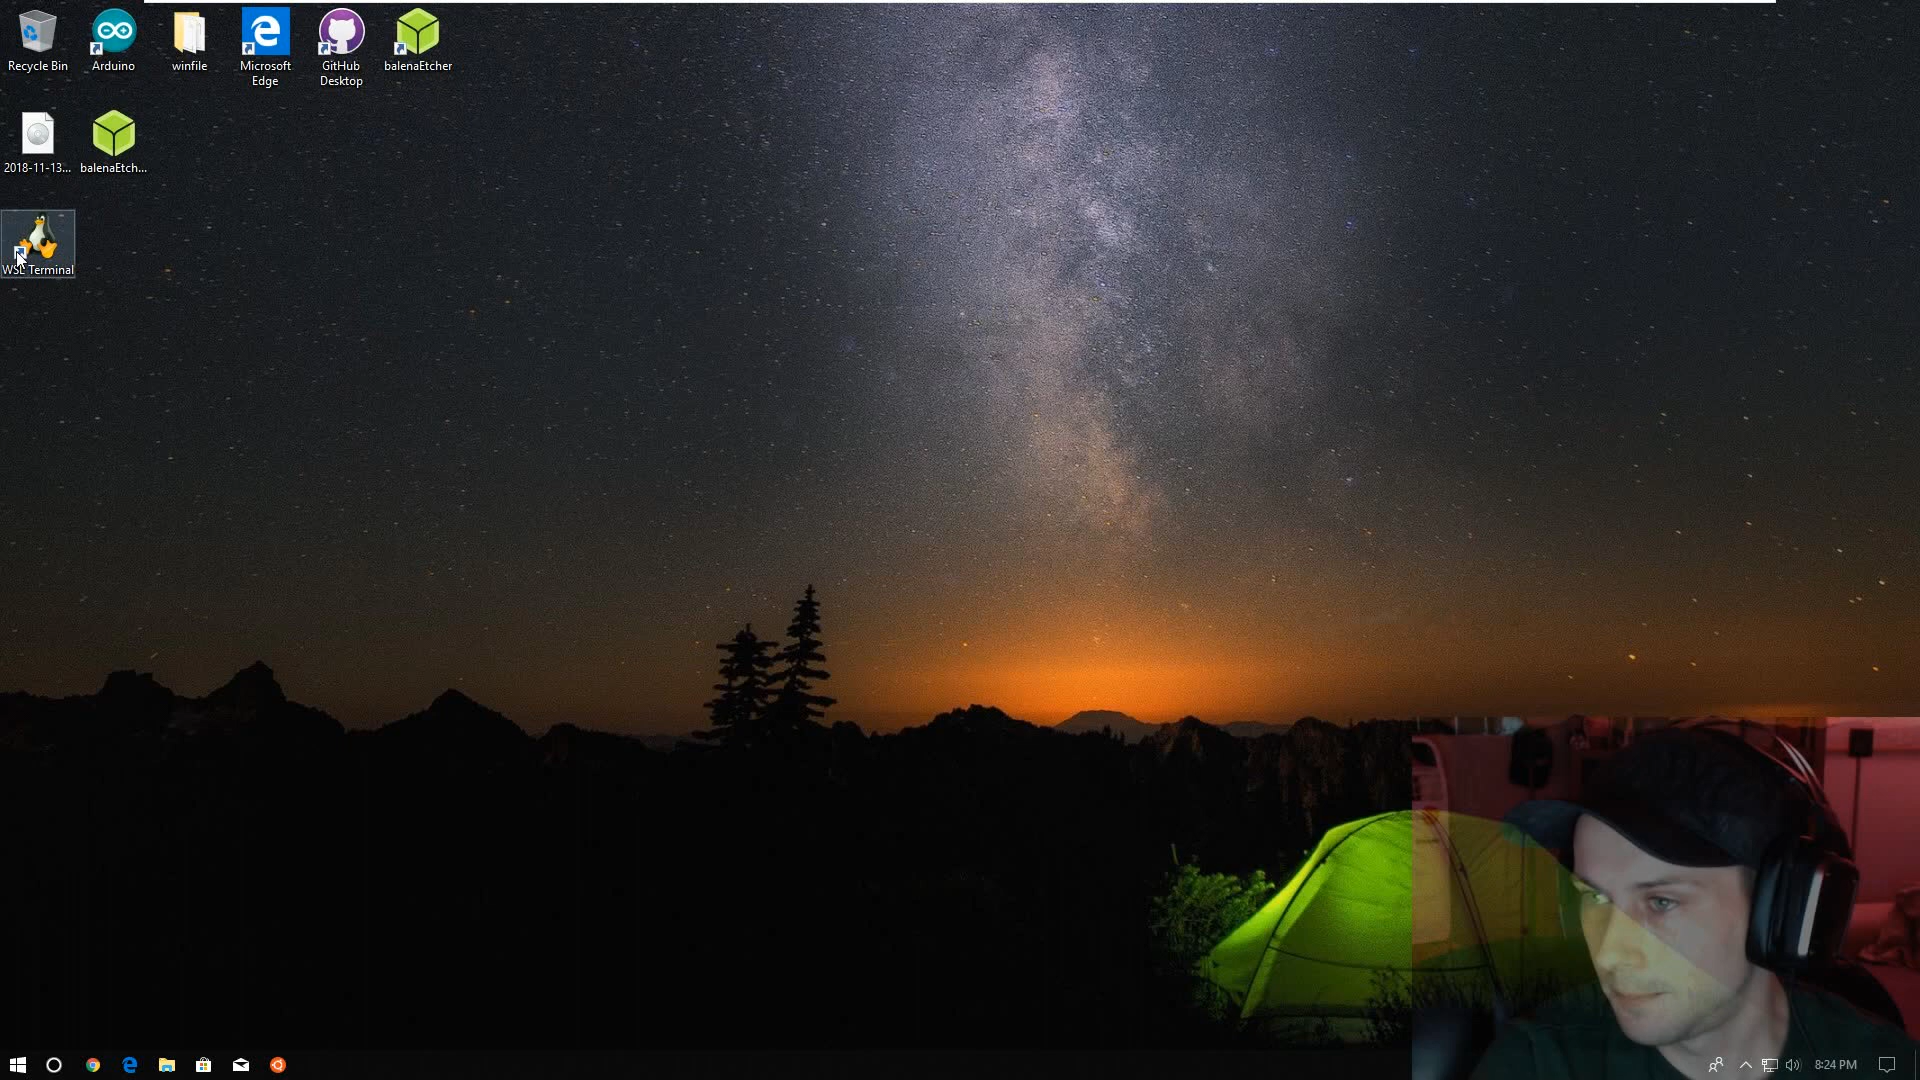 Recycle Bin
Arduino
winfile
Microsoft Edge
GitHub Desktop
balenaEtcher
2018-11-13...
balenaEtch...
WSL Terminal
8:24 PM